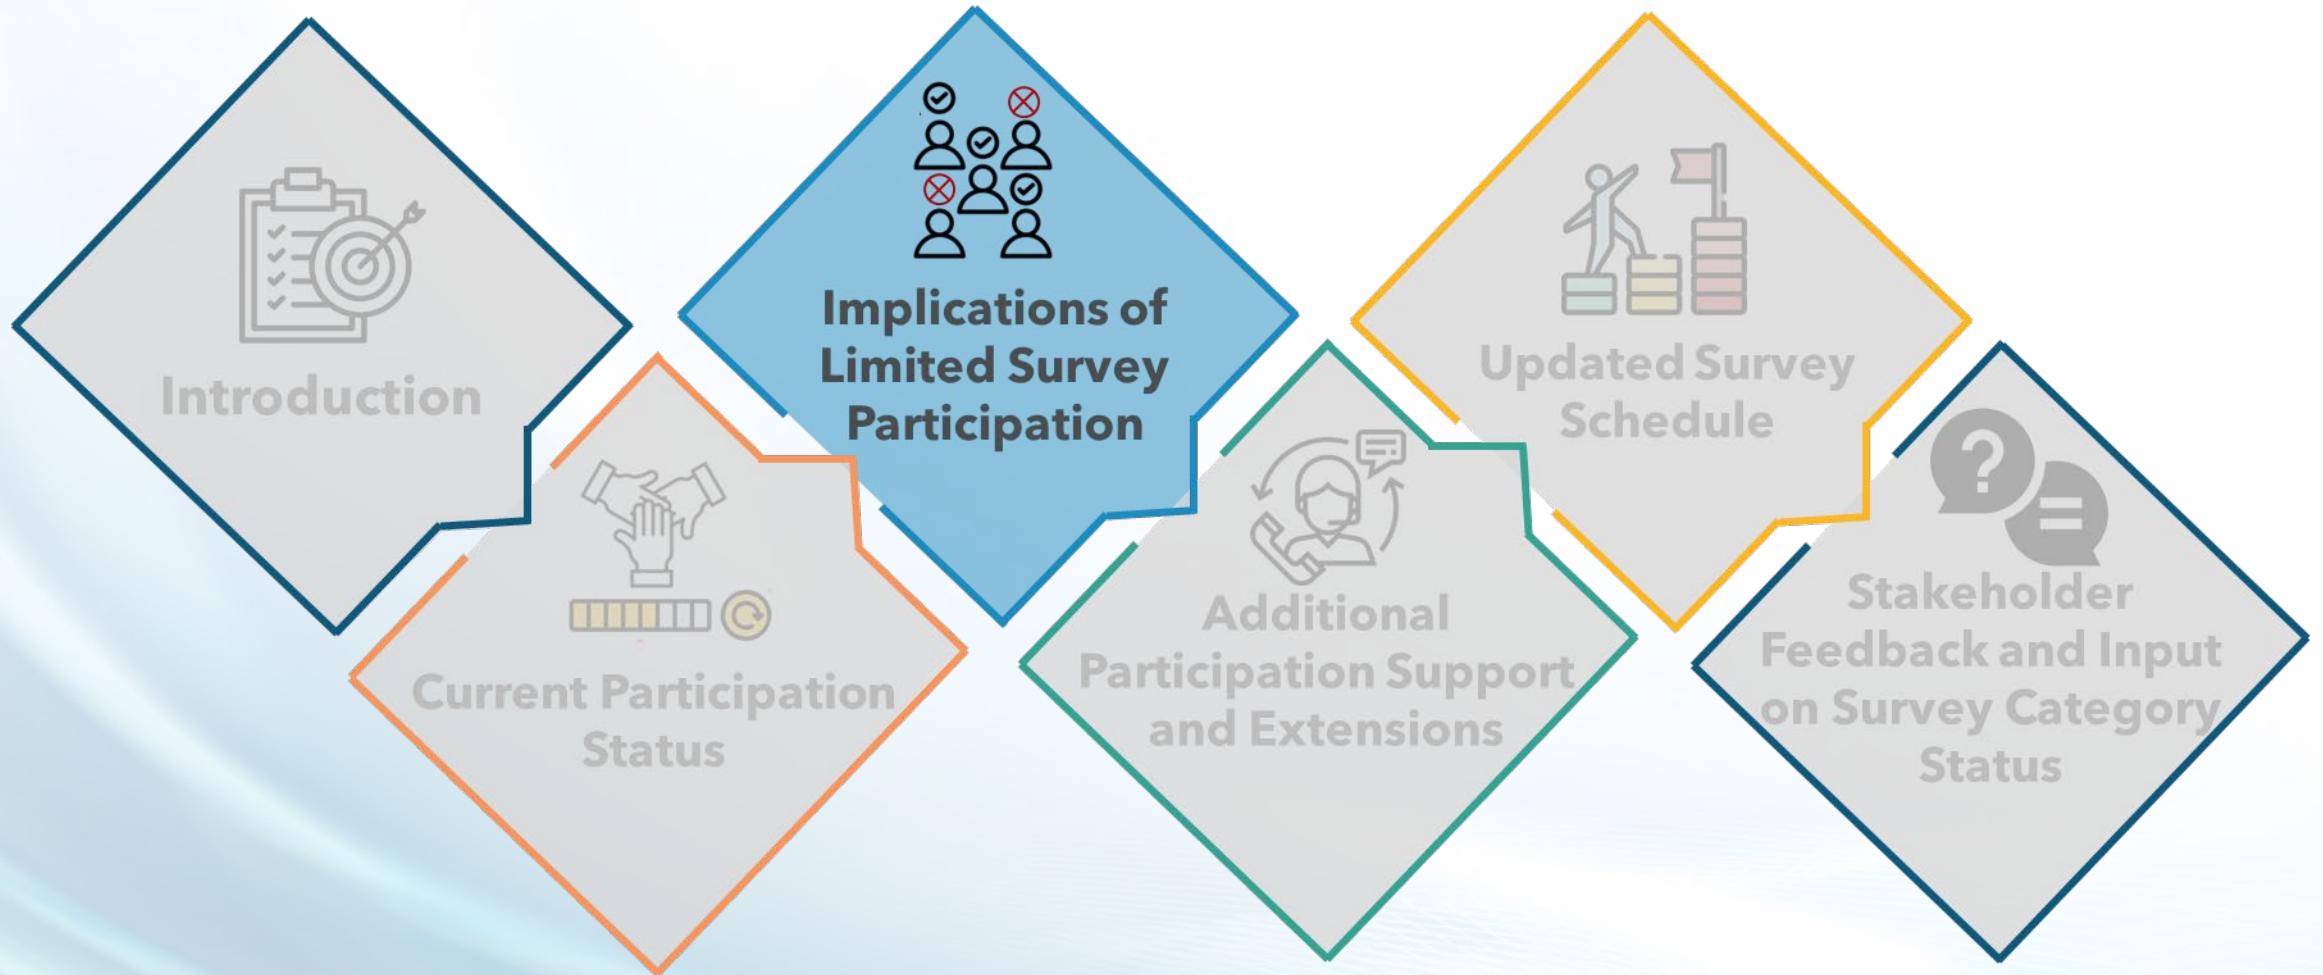 Introduction
Current Participation
Status
Implications of
Limited Survey
Participation
Additional
Participation Support
and Extensions
Updated Survey
Schedule
?
=
Stakeholder
Feedback and Input
on Survey Category
Status